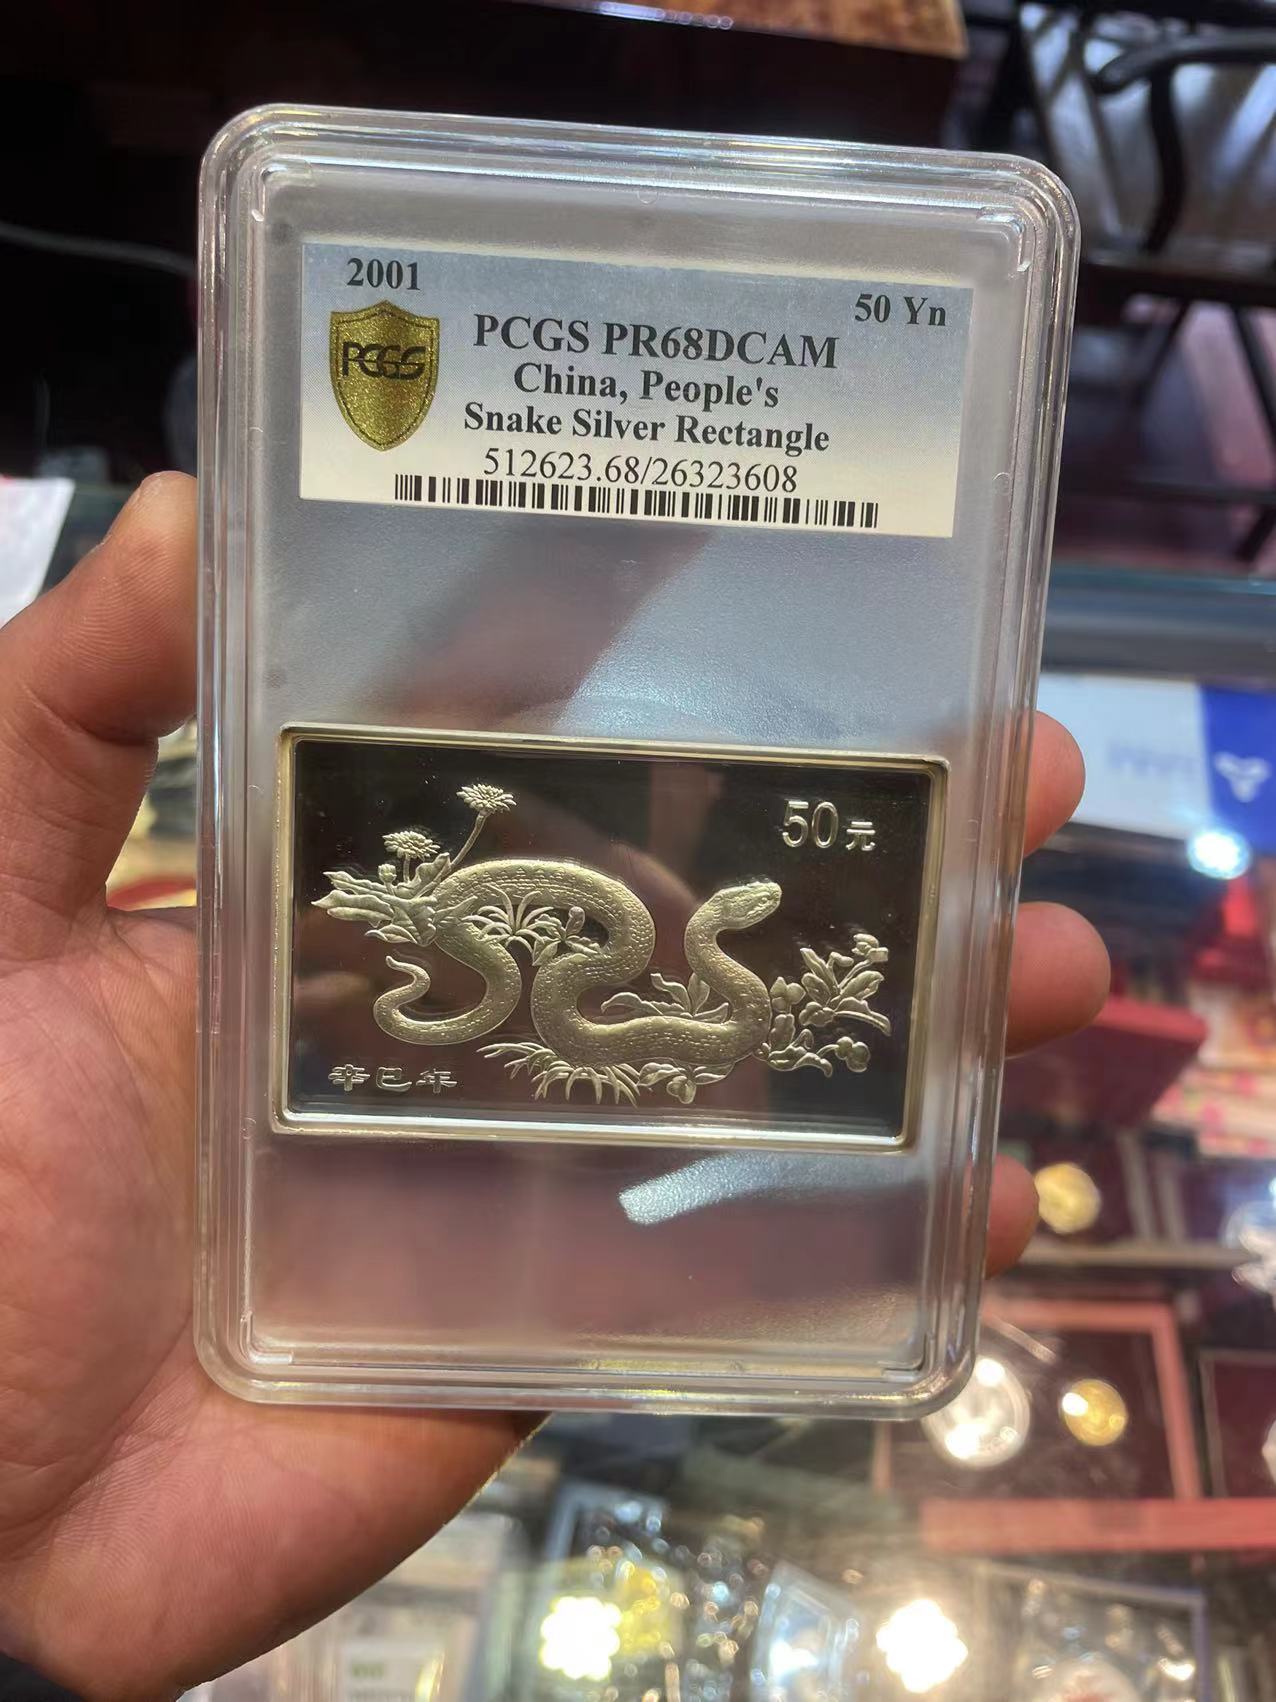 2001
50 Yn
PCGS
PCGS PR68DCAM
China, People's
Snake Silver Rectangle
512623.68/26323608
50元
辛巳年